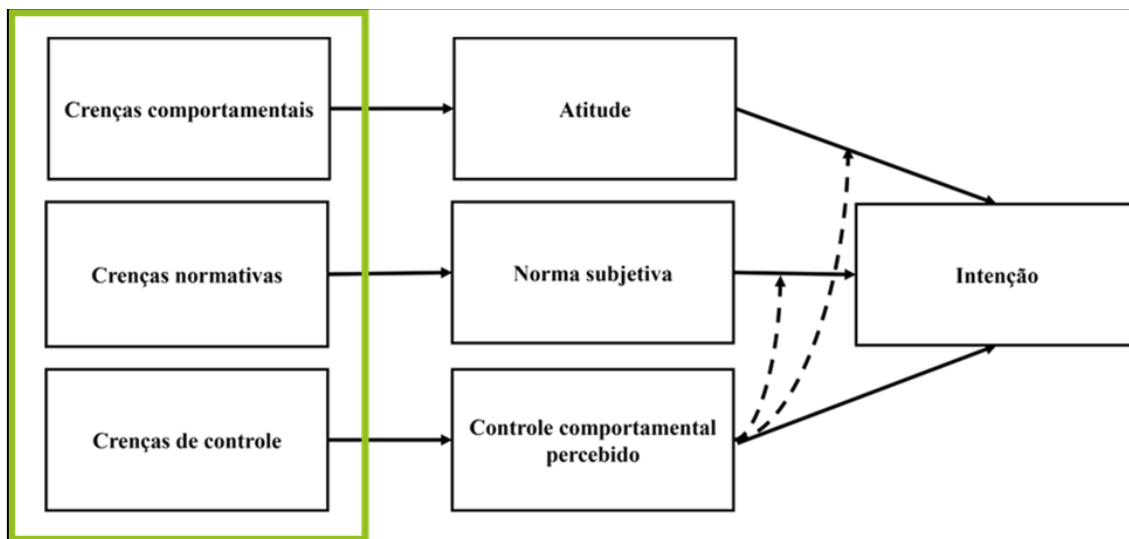 Crenças comportamentais
Atitude
Crenças normativas
Norma subjetiva
Intenção
Crenças de controle
Controle comportamental
percebido